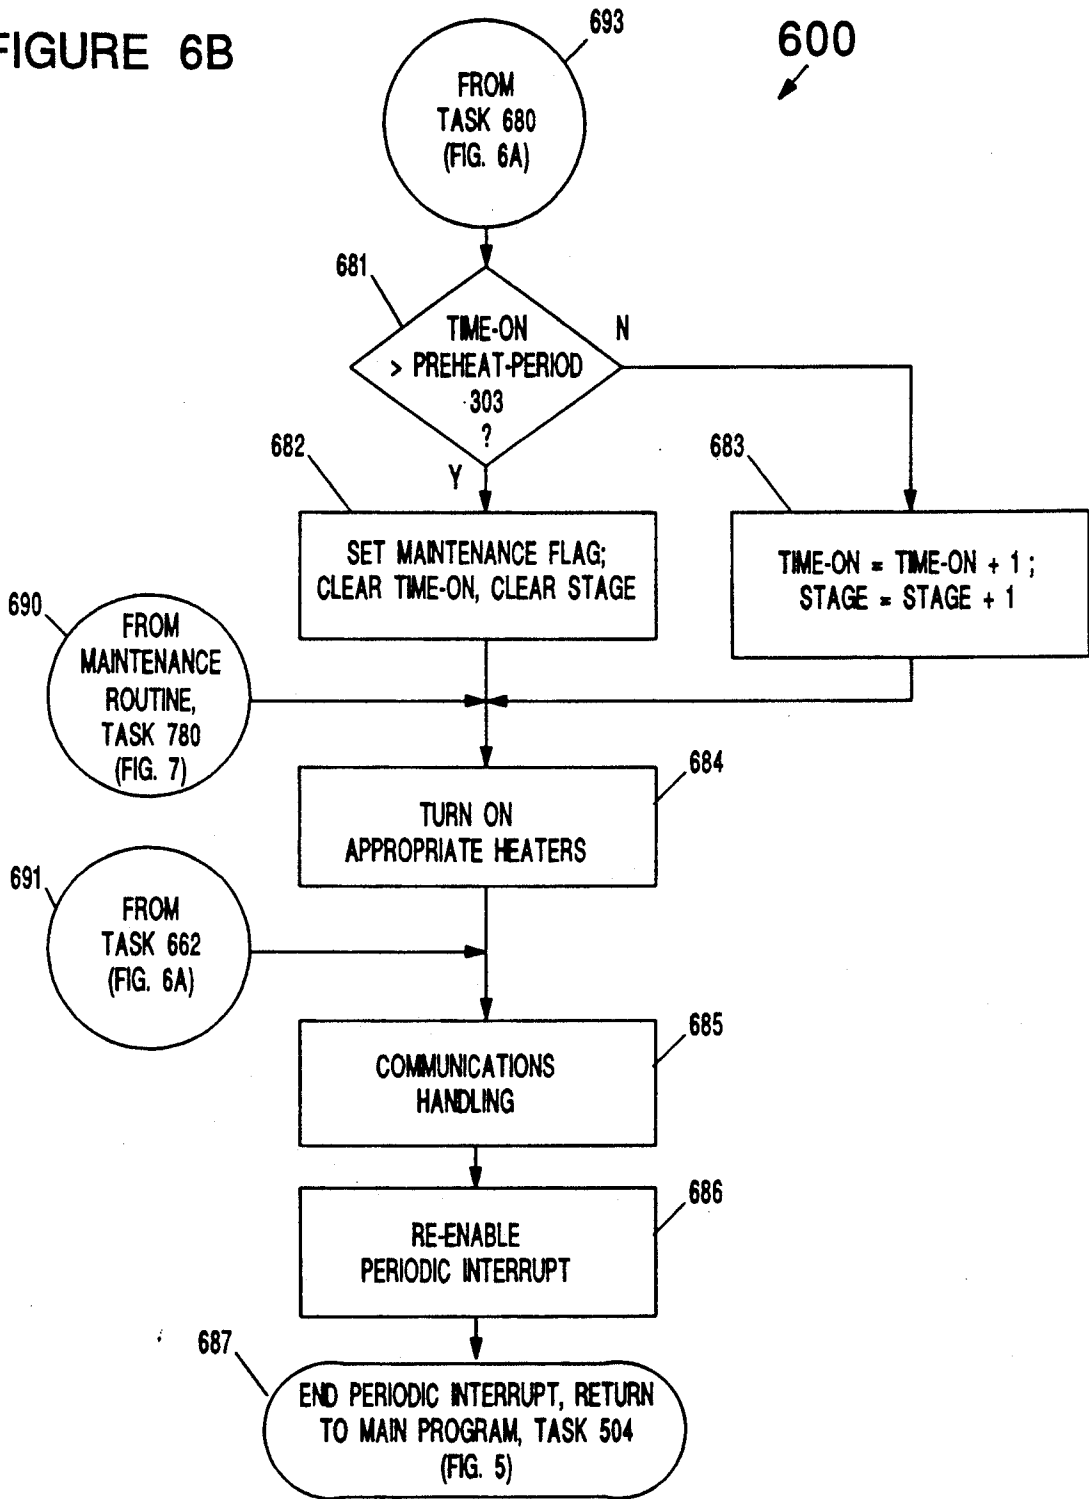 FIGURE 6B
600
693
FROM
TASK 680
(FIG. 6A)
681
TIME-ON
> PREHEAT-PERIOD
303
?
N
Y
682
SET MAINTENANCE FLAG;
CLEAR TIME-ON, CLEAR STAGE
683
TIME-ON = TIME-ON + 1 ;
STAGE = STAGE + 1
690
FROM
MAINTENANCE
ROUTINE,
TASK 780
(FIG. 7)
684
TURN ON
APPROPRIATE HEATERS
691
FROM
TASK 662
(FIG. 6A)
685
COMMUNICATIONS
HANDLING
686
RE-ENABLE
PERIODIC INTERRUPT
687
END PERIODIC INTERRUPT, RETURN
TO MAIN PROGRAM, TASK 504
(FIG. 5)